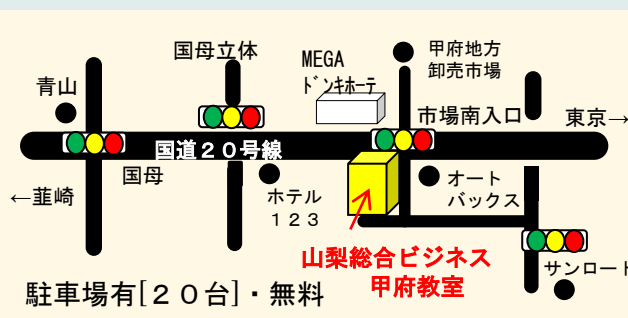 国母立体
MEGA
ドンキホーテ
甲府地方
卸売市場
青山
市場南入口
東京→
国道２０号線
国母
←韮崎
ホテル
１２３
オート
バックス
山梨総合ビジネス
甲府教室
サンロード
駐車場有[２０台]・無料